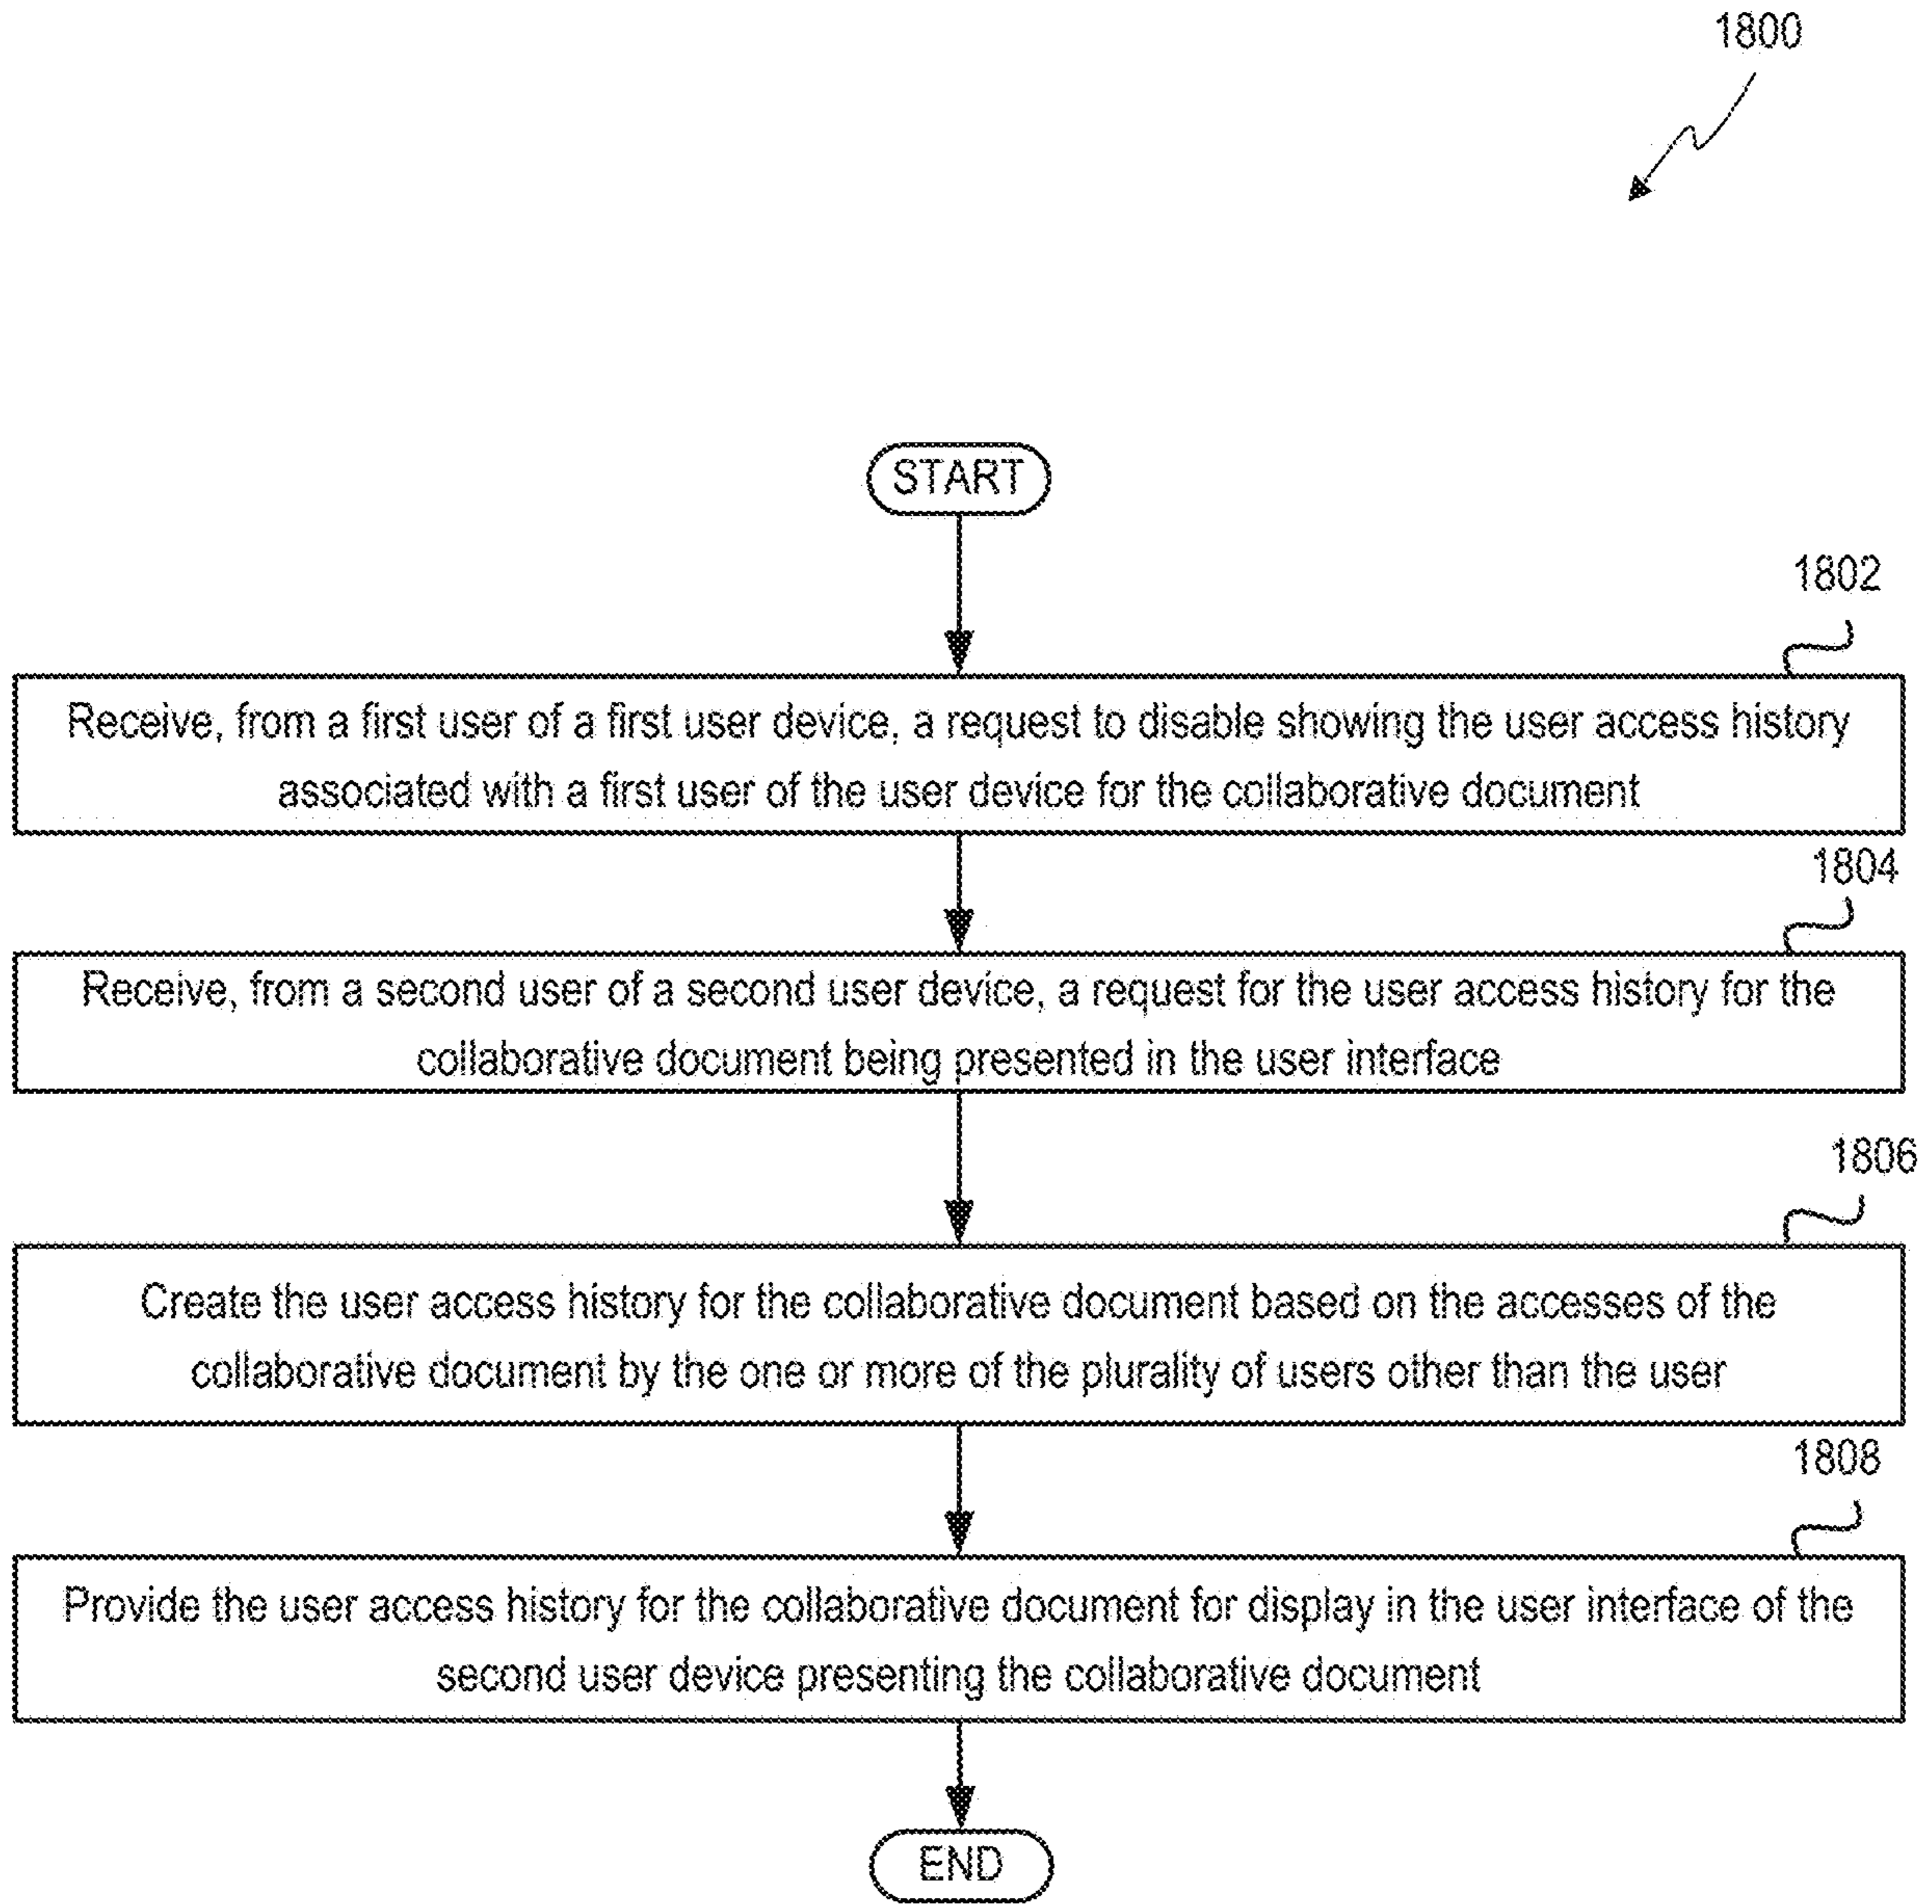 1800
START
1802
Receive, from a first user of a first user device, a request to disable showing the user access history
associated with a first user of the user device for the collaborative document
1804
Receive, from a second user of a second user device, a request for the user access history for the
collaborative document being presented in the user interface
1806
Create the user access history for the collaborative document based on the accesses of the
collaborative document by the one or more of the plurality of users other than the user
1808
Provide the user access history for the collaborative document for display in the user interface of the
second user device presenting the collaborative document
END